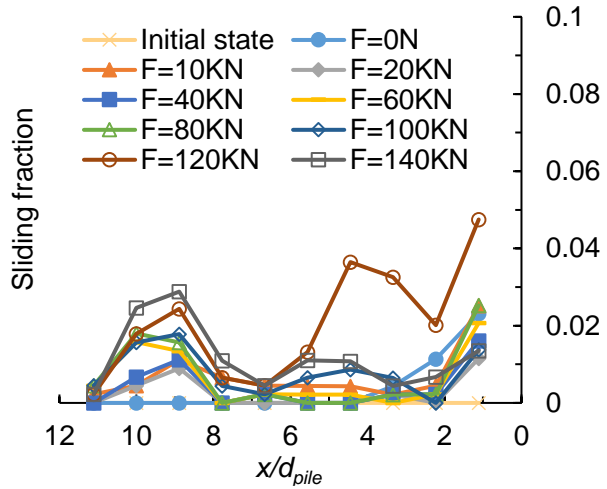 0.1
Initial state F=0N
F=10KN F=20KN
0.08
F=40KN F=60KN
F=80KN F=100KN
0.06
F=120KN F=140KN
Sliding fraction
0.04
0.02
0
12 10 8 6 4 2 0
x/d_pile